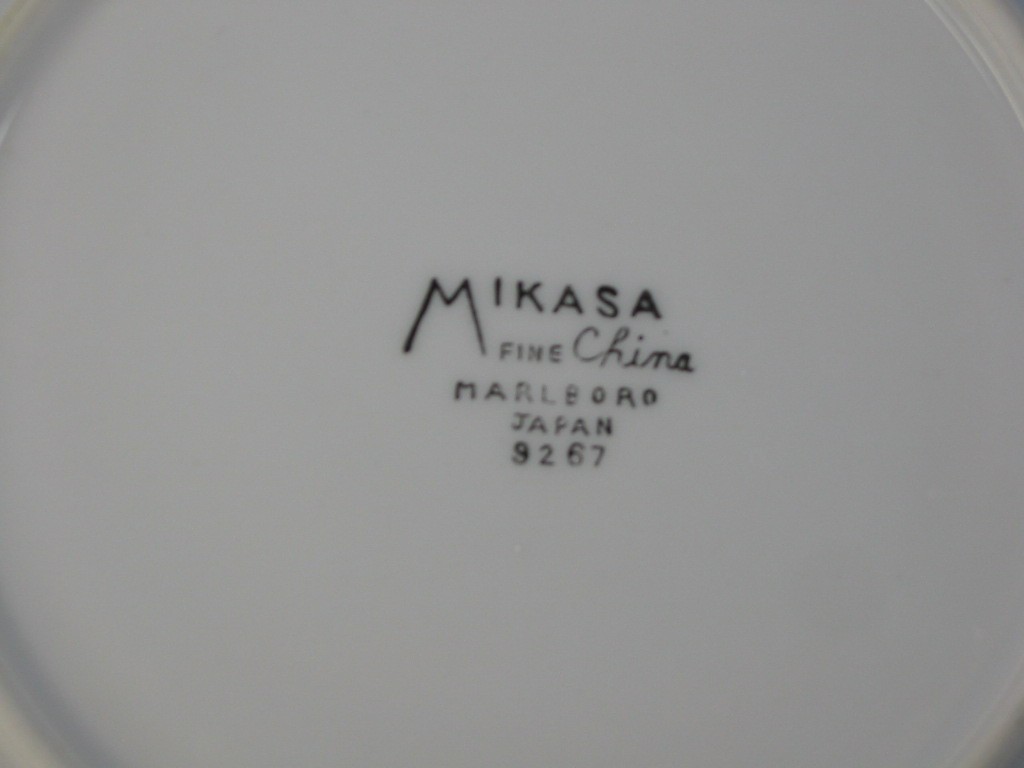 MIKASA
FINE China
MARLBORO
JAPAN
9267